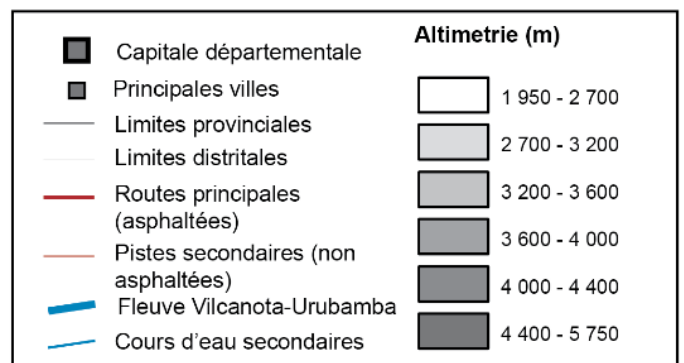 Capitale départementale
Principales villes
Limites provinciales
Limites distritales
Routes principales
(asphaltées)
Pistes secondaires (non
asphaltées)
Fleuve Vilcanota-Urubamba
Cours d'eau secondaires
Altimetrie (m)
1 950 - 2 700
2 700 - 3 200
3 200 - 3 600
3 600 - 4 000
4 000 - 4 400
4 400 - 5 750